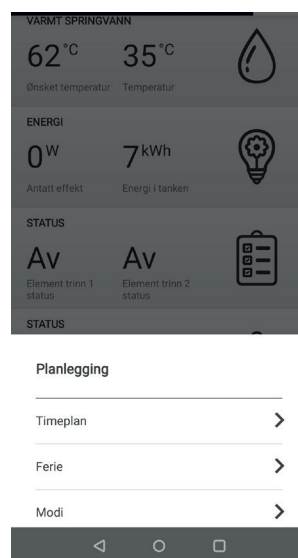 VARMT SPRINGVANN
62°C 35°C
Ønsket temperatur Temperatur
ENERGI
0W 7kWh
Antatt effekt Energi i tanken
STATUS
Av Av
Element trinn 1 Element trinn 2
status status
STATUS
Planlegging
Timeplan
Ferie
Modi